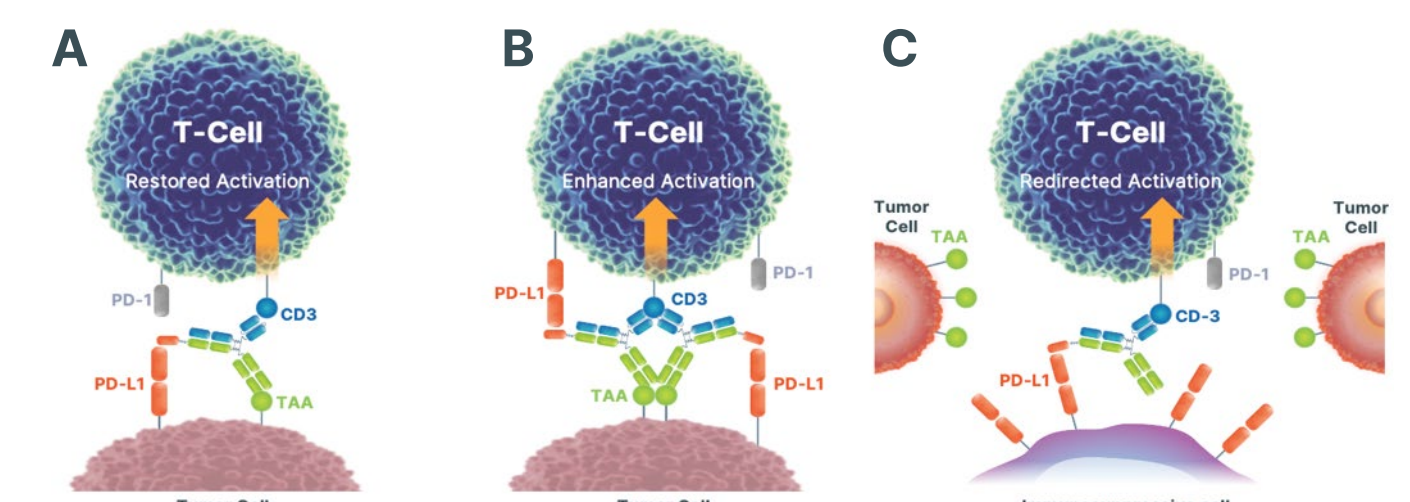 A
B
C
T-Cell
Restored Activation
PD-1
CD3
PD-L1
TAA
T-Cell
Enhanced Activation
PD-L1
PD-1
CD3
TAA
PD-L1
T-Cell
Redirected Activation
Tumor
Cell
TAA
Tumor
Cell
TAA
PD-1
CD-3
PD-L1